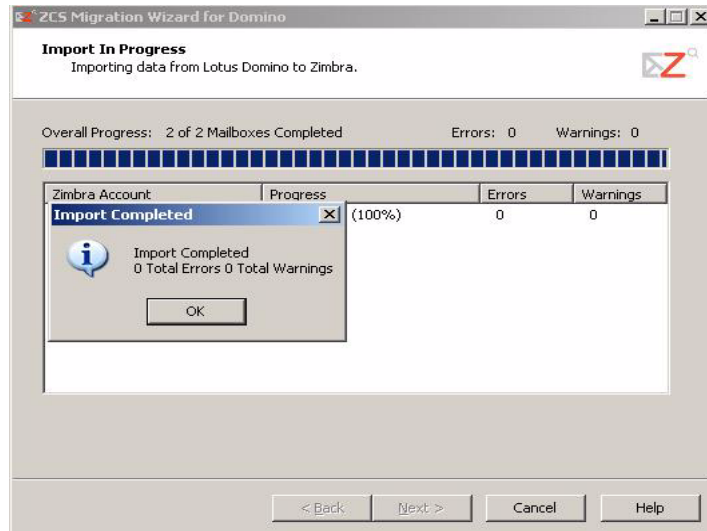 ZCS Migration Wizard for Domino
Import In Progress
Importing data from Lotus Domino to Zimbra.
Overall Progress: 2 of 2 Mailboxes Completed Errors: 0 Warnings: 0
Zimbra Account Progress Errors Warnings
Import Completed
(100%) 0 0
Import Completed
0 Total Errors 0 Total Warnings
OK
< Back Next > Cancel Help